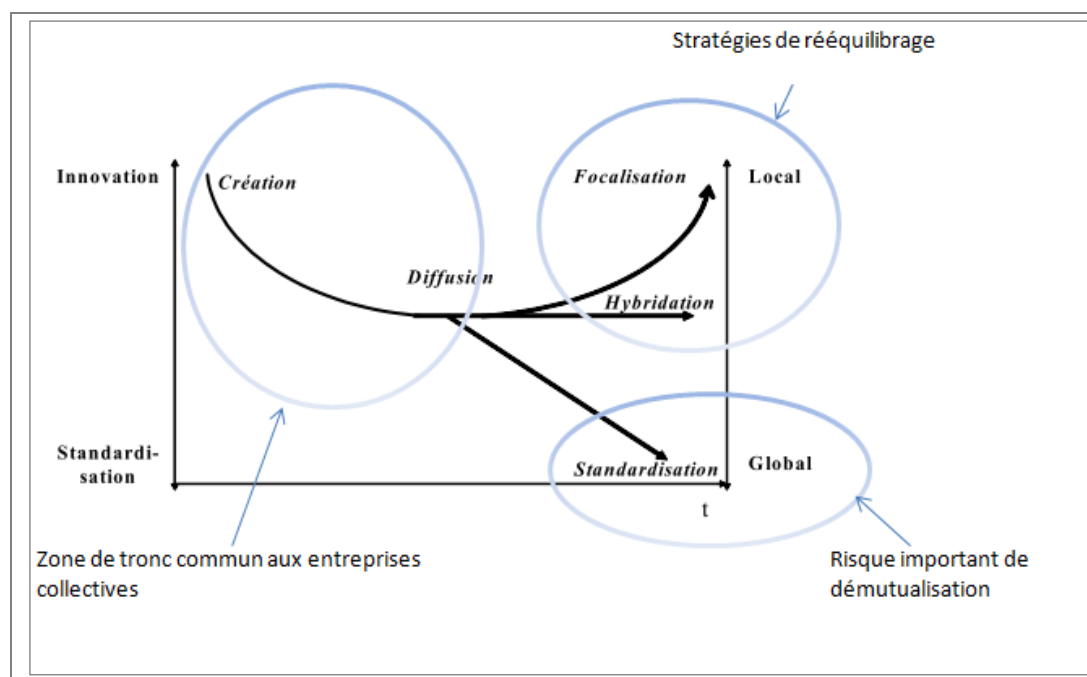 Stratégies de rééquilibrage
Innovation
Création
Focalisation
Local
Diffusion
Hybridation
Standardi-
sation
Standardisation
Global
t
Zone de tronc commun aux entreprises
collectives
Risque important de
démutualisation